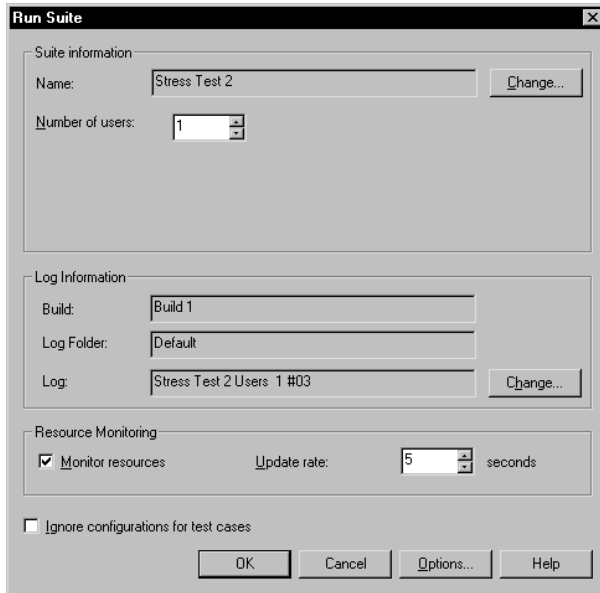 Run Suite
Suite information
Name: Stress Test 2 Change...
Number of users: 1
Log Information
Build: Build 1
Log Folder: Default
Log: Stress Test 2 Users 1 #03 Change...
Resource Monitoring
Monitor resources Update rate: 5 seconds
Ignore configurations for test cases
OK Cancel Options... Help